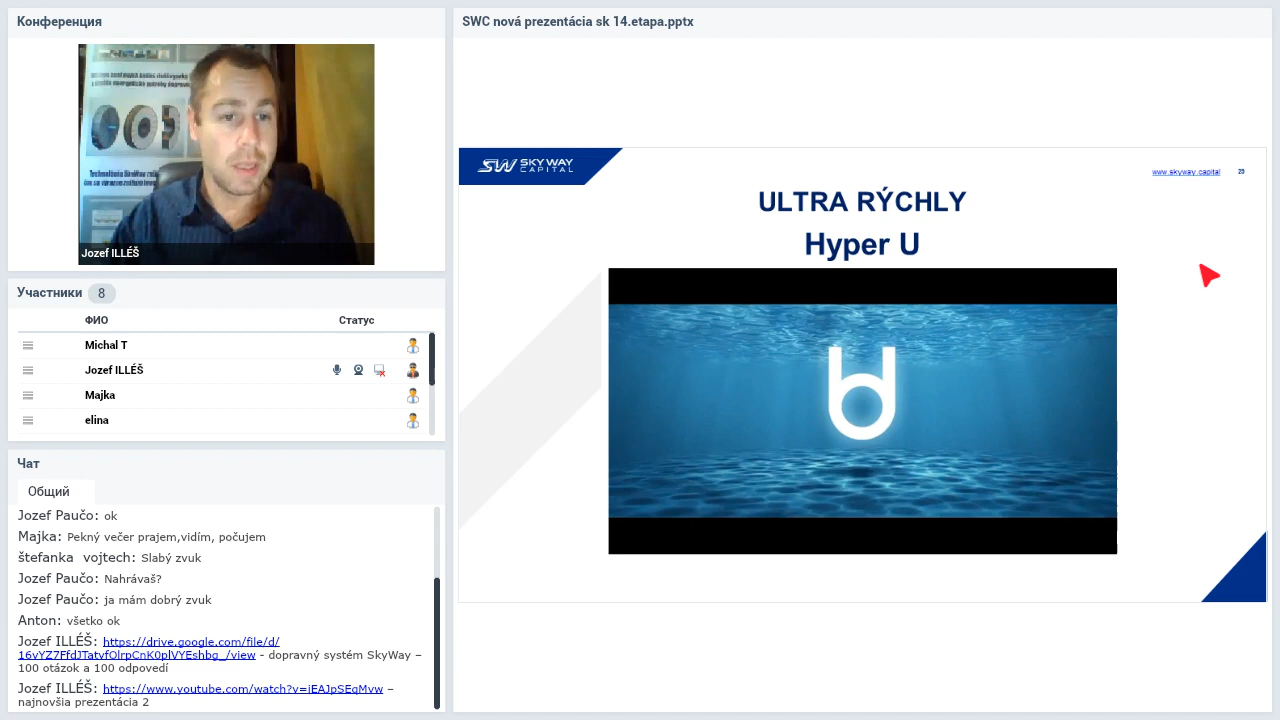 Конференция
Jozef ILLÉŠ
Участники 8
ФИО Статус
Michal T
Jozef ILLÉŠ
Majka
elina
Чат
Общий
Jozef Paučo: ok
Majka: Pekný večer prajem,vidím, počujem
štefanka vojtech: Slabý zvuk
Jozef Paučo: Nahrávaš?
Jozef Paučo: ja mám dobrý zvuk
Anton: všetko ok
Jozef ILLÉŠ: https://drive.google.com/file/d/
16vYZ7FfdJTatvfOlrpCnK0plVYEshbg_/view - dopravný systém SkyWay –
100 otázok a 100 odpovedí
Jozef ILLÉŠ: https://www.youtube.com/watch?v=iEAJpSEqMvw –
najnovšia prezentácia 2
SWC nová prezentácia sk 14.etapa.pptx
SW SKY WAY
CAPITAL
www.skyway.capital 25
ULTRA RÝCHLY
Hyper U